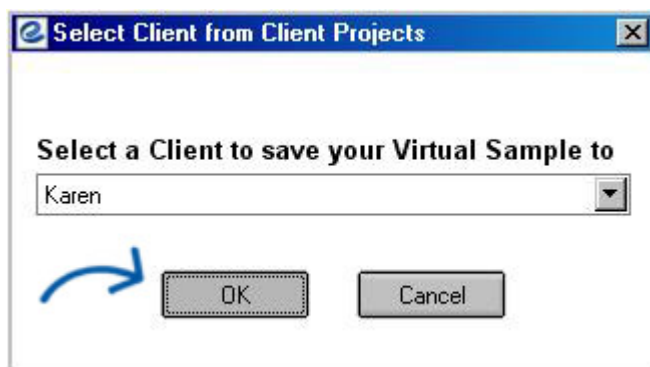 Select Client from Client Projects
Select a Client to save your Virtual Sample to
Karen
OK
Cancel